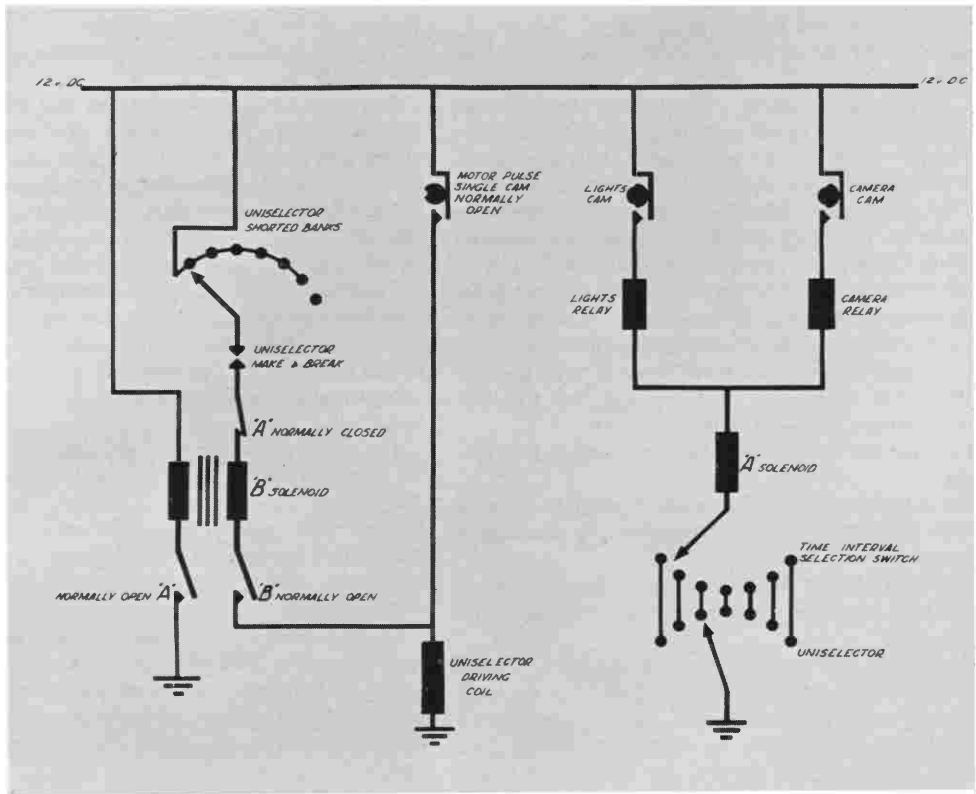 12v DC
12v DC
MOTOR PULSE
SINGLE CAM
NORMALLY
OPEN
LIGHTS
CAM
CAMERA
CAM
UNISELECTOR
SHORTED BANKS
LIGHTS
RELAY
CAMERA
RELAY
UNISELECTOR
MAKE & BREAK
"A" NORMALLY CLOSED
"A" SOLENOID
"B" SOLENOID
TIME INTERVAL
SELECTION SWITCH
NORMALLY OPEN "A"
"B" NORMALLY OPEN
UNISELECTOR
UNISELECTOR
DRIVING
COIL